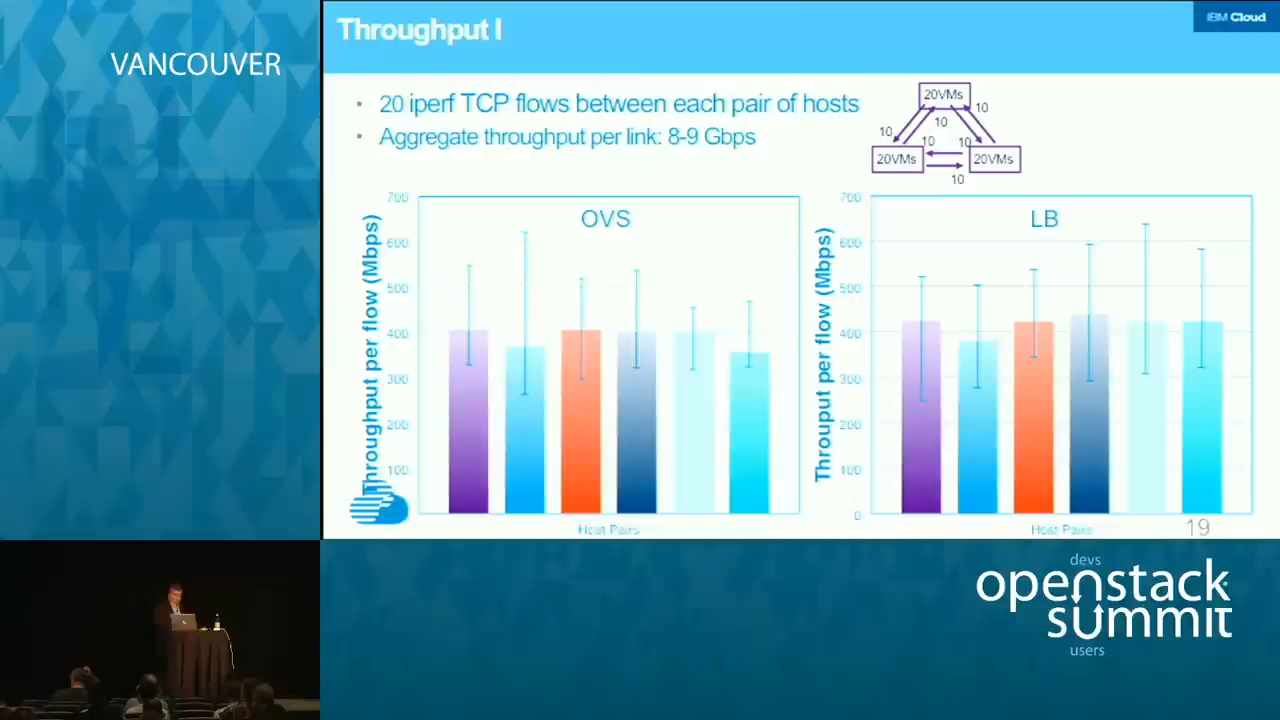 VANCOUVER
Throughput I
IBM Cloud
• 20 iperf TCP flows between each pair of hosts
• Aggregate throughput per link: 8-9 Gbps
20VMs
10
10
10
10
10
20VMs
20VMs
10
OVS
Throughput per flow (Mbps)
700
600
500
400
300
200
100
Host Pairs
LB
Throuput per flow (Mbps)
700
600
500
400
300
200
100
0
Host Pairs
19
devs
openstack
summit
users